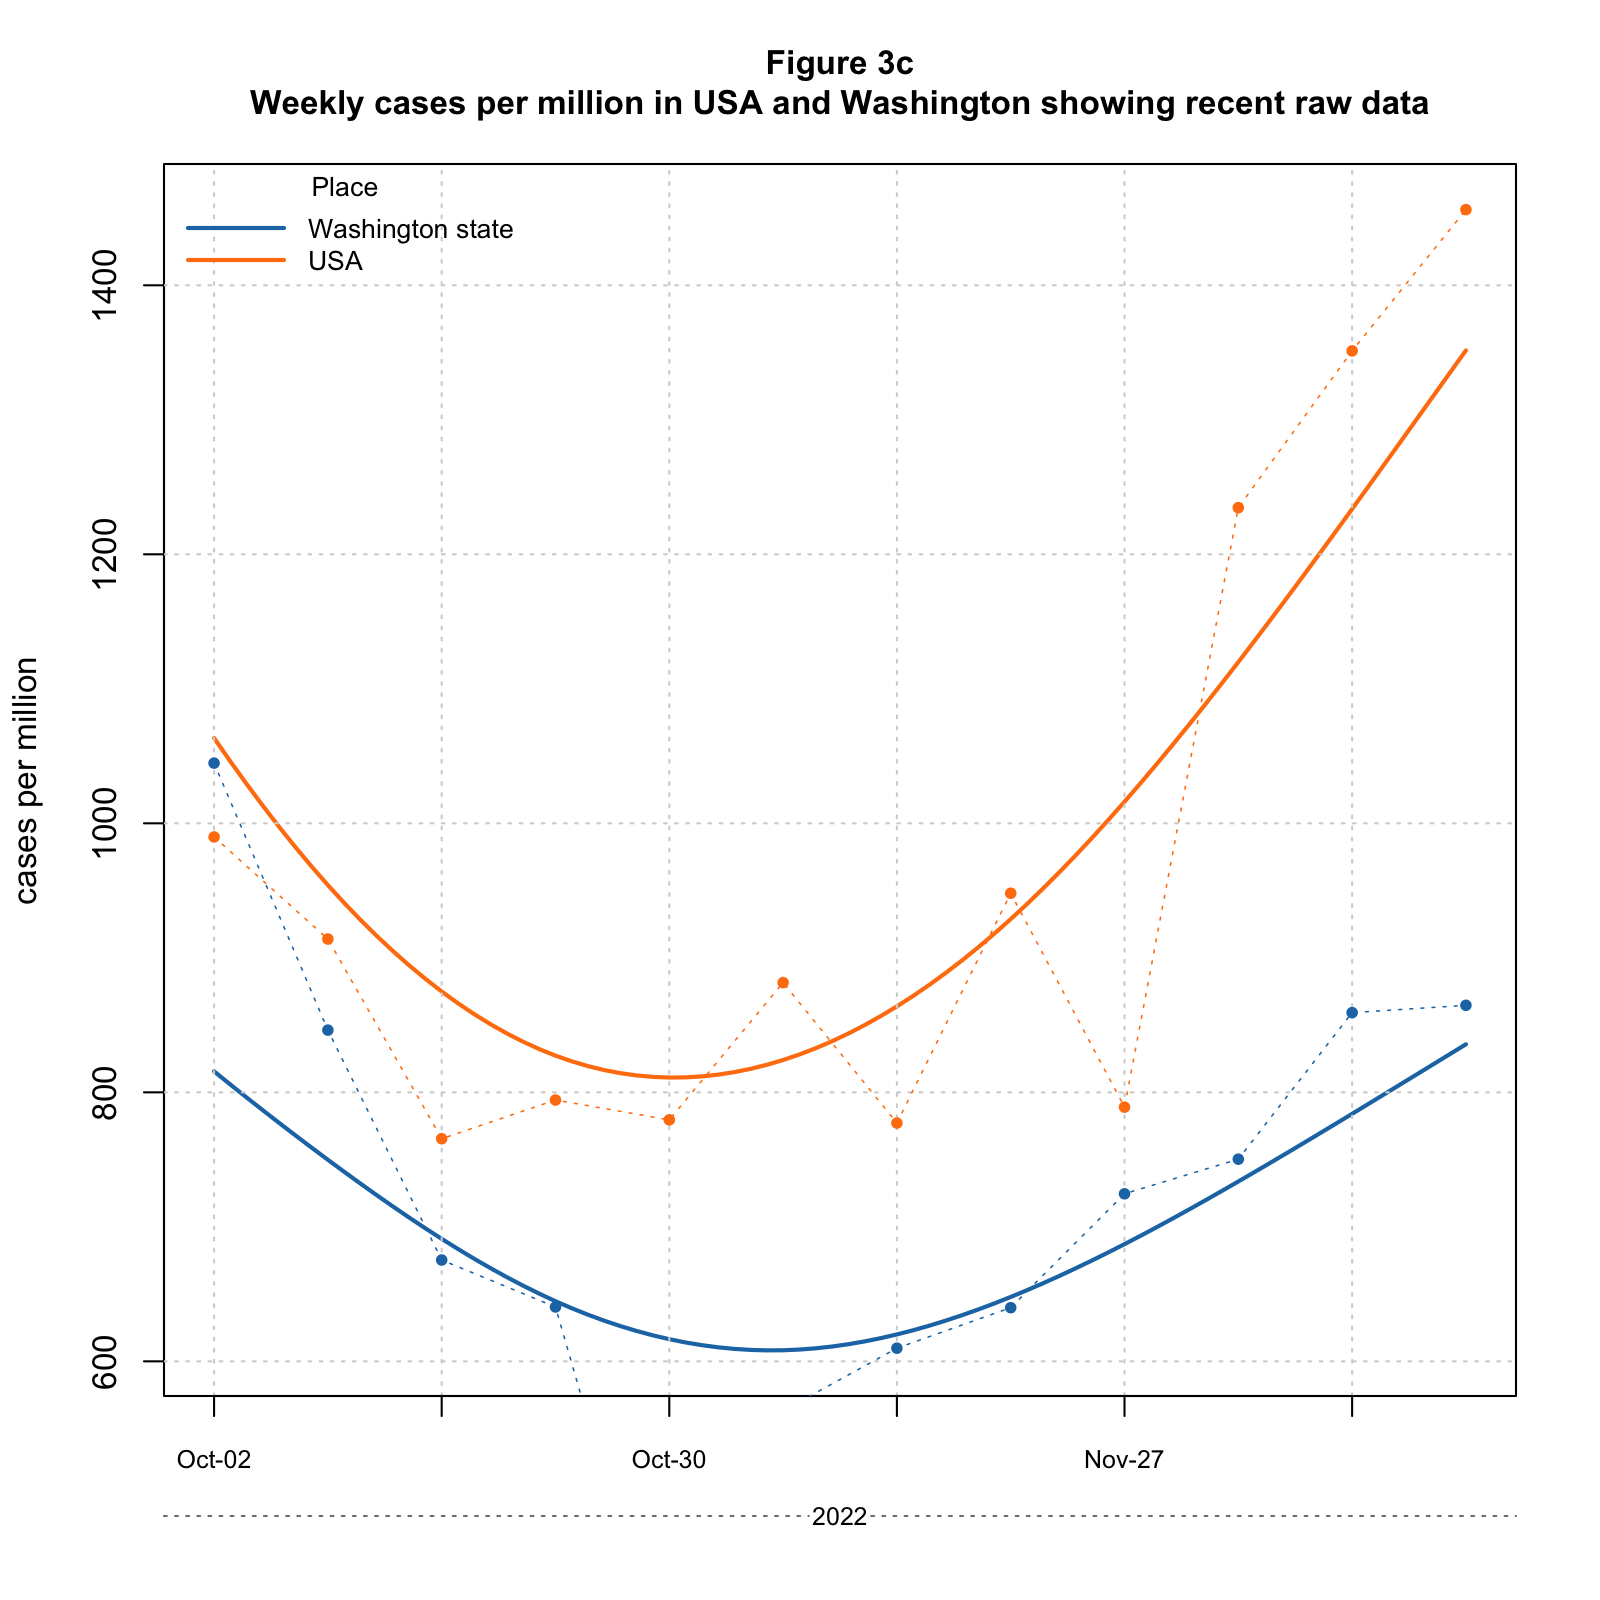 Figure 3c
Weekly cases per million in USA and Washington showing recent raw data
Place
Washington state
USA
cases per million
1400
1200
1000
800
600
Oct-02 Oct-30 Nov-27
2022